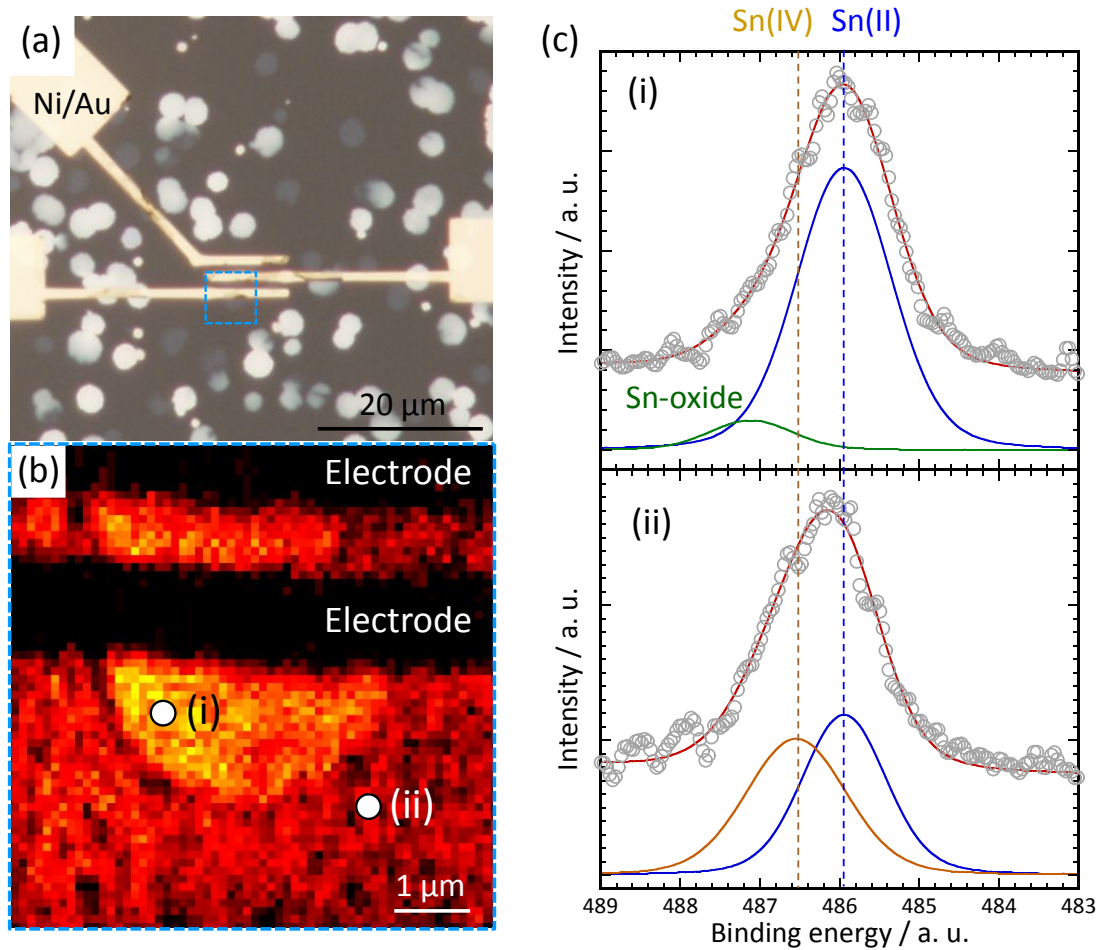 (a)
Ni/Au
20 μm
(b)
Electrode
Electrode
(i)
(ii)
1 μm
(c)
Sn(IV) Sn(II)
(i)
Intensity / a. u.
Sn-oxide
(ii)
Intensity / a. u.
489 488 487 486 485 484 483
Binding energy / a. u.